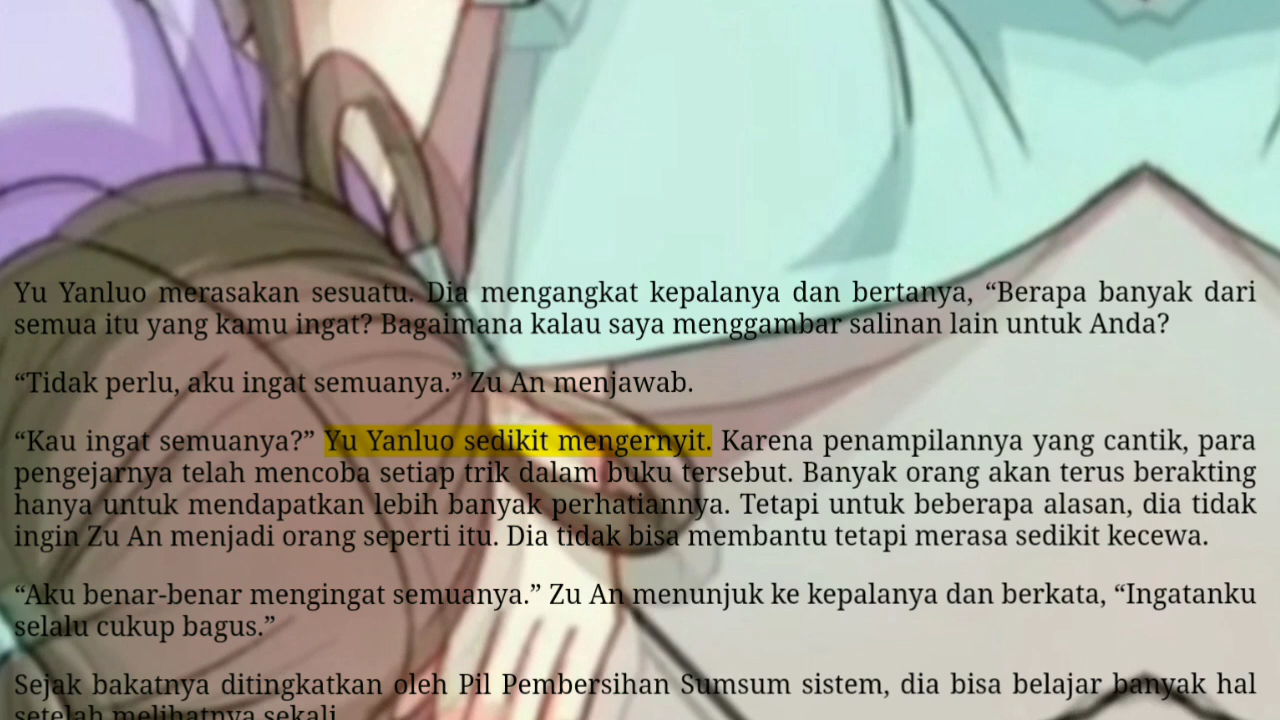 Yu Yanluo merasakan sesuatu. Dia mengangkat kepalanya dan bertanya, “Berapa banyak dari
semua itu yang kamu ingat? Bagaimana kalau saya menggambar salinan lain untuk Anda?
“Tidak perlu, aku ingat semuanya.” Zu An menjawab.
“Kau ingat semuanya?” Yu Yanluo sedikit mengernyit. Karena penampilannya yang cantik, para
pengejarnya telah mencoba setiap trik dalam buku tersebut. Banyak orang akan terus berakting
hanya untuk mendapatkan lebih banyak perhatiannya. Tetapi untuk beberapa alasan, dia tidak
ingin Zu An menjadi orang seperti itu. Dia tidak bisa membantu tetapi merasa sedikit kecewa.
“Aku benar-benar mengingat semuanya.” Zu An menunjuk ke kepalanya dan berkata, “Ingatanku
selalu cukup bagus.”
Sejak bakatnya ditingkatkan oleh Pil Pembersihan Sumsum sistem, dia bisa belajar banyak hal
setelah melihatnya sekali.